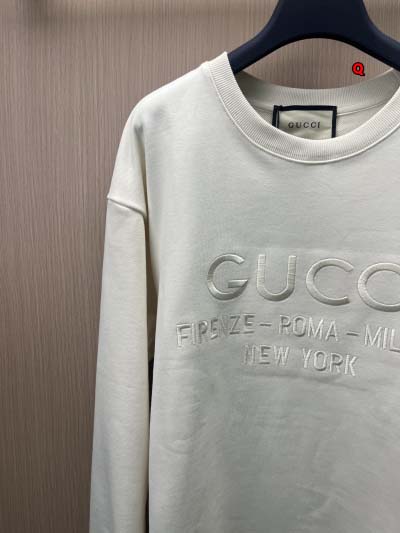 Q
GUCCI
GUCC
FIRENZE - ROMA - MIL
NEW YORK